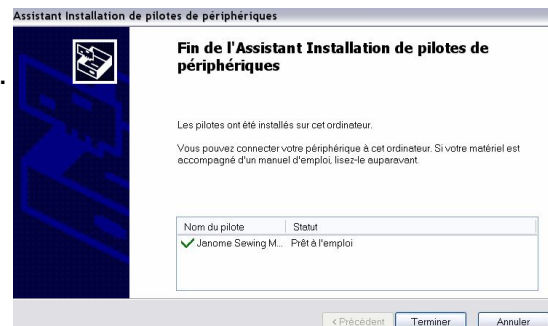 Assistant Installation de pilotes de périphériques
Fin de l'Assistant Installation de pilotes de
périphériques
Les pilotes ont été installés sur cet ordinateur.
Vous pouvez connecter votre périphérique à cet ordinateur. Si votre matériel est
accompagné d'un manuel d'emploi, lisez-le auparavant.
Nom du pilote Statut
Janome Sewing M... Prêt à l'emploi
< Précédent Terminer Annuler